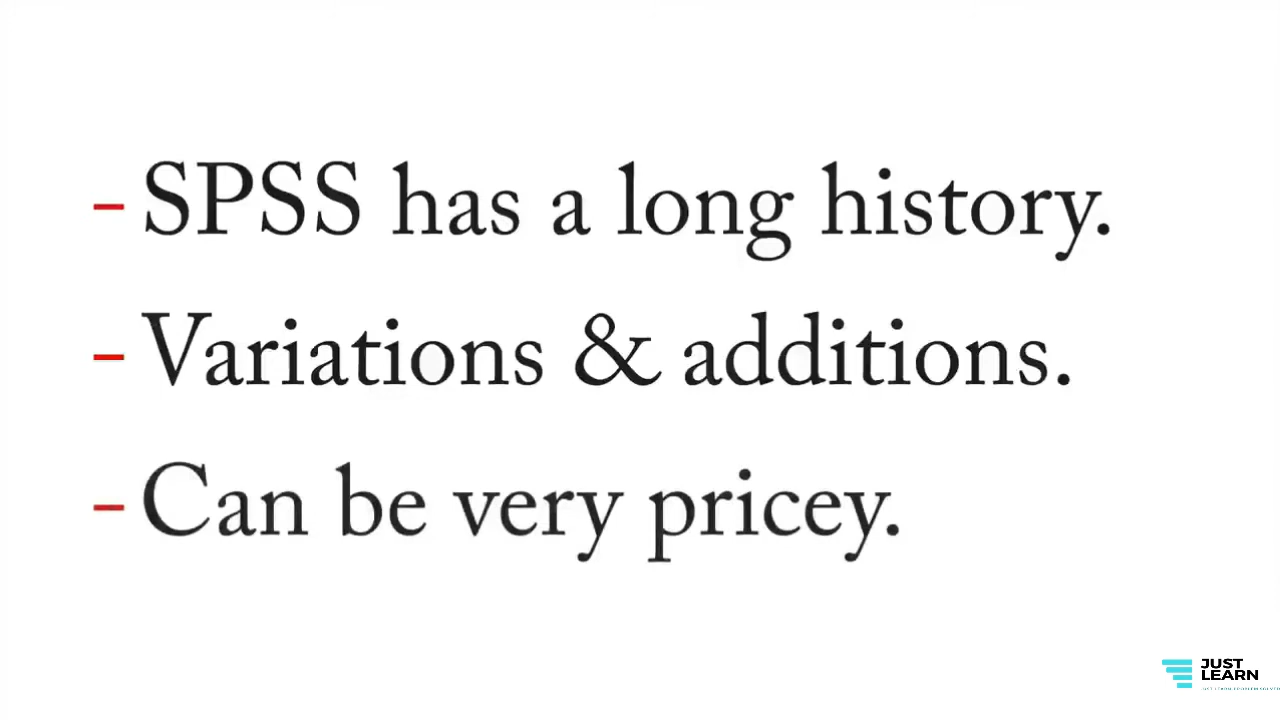 - SPSS has a long history.
- Variations & additions.
- Can be very pricey.
JUST
LEARN